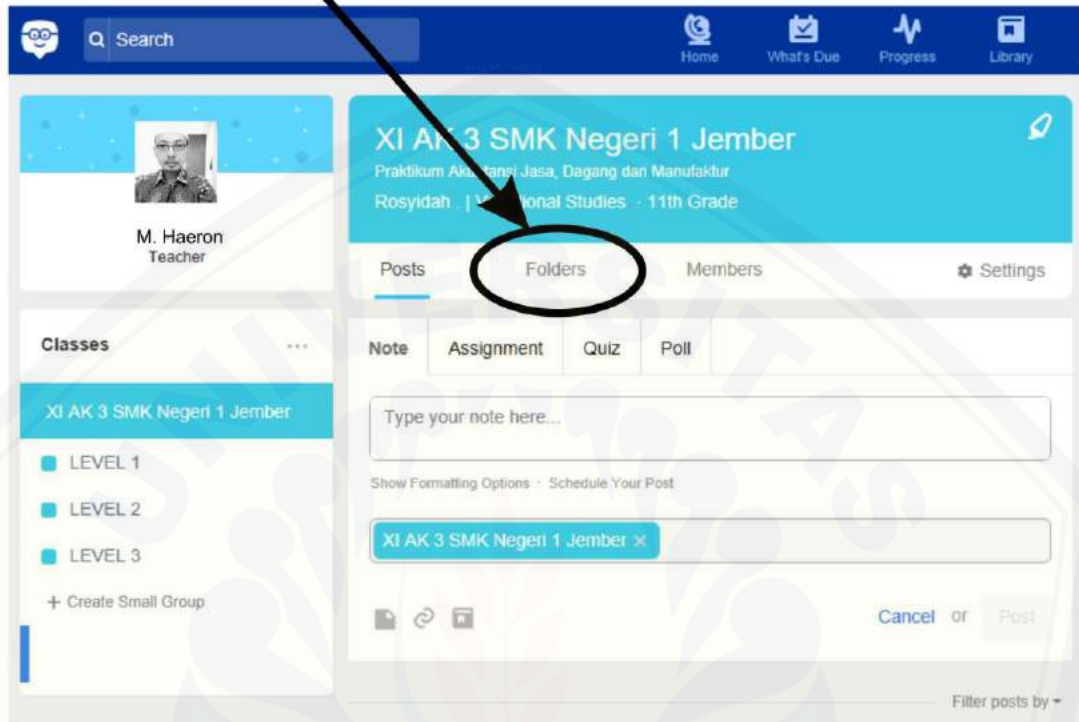 Search
Home
What's Due
Progress
Library
M. Haeron
Teacher
XI AK 3 SMK Negeri 1 Jember
Praktikum Akuntansi Jasa, Dagang dan Manufaktur
Rosyidah . | Vocational Studies · 11th Grade
Posts
Folders
Members
Settings
Classes
XI AK 3 SMK Negeri 1 Jember
LEVEL 1
LEVEL 2
LEVEL 3
+ Create Small Group
Note
Assignment
Quiz
Poll
Type your note here...
Show Formatting Options · Schedule Your Post
XI AK 3 SMK Negeri 1 Jember ×
Cancel or Post
Filter posts by
UNIVERSITAS